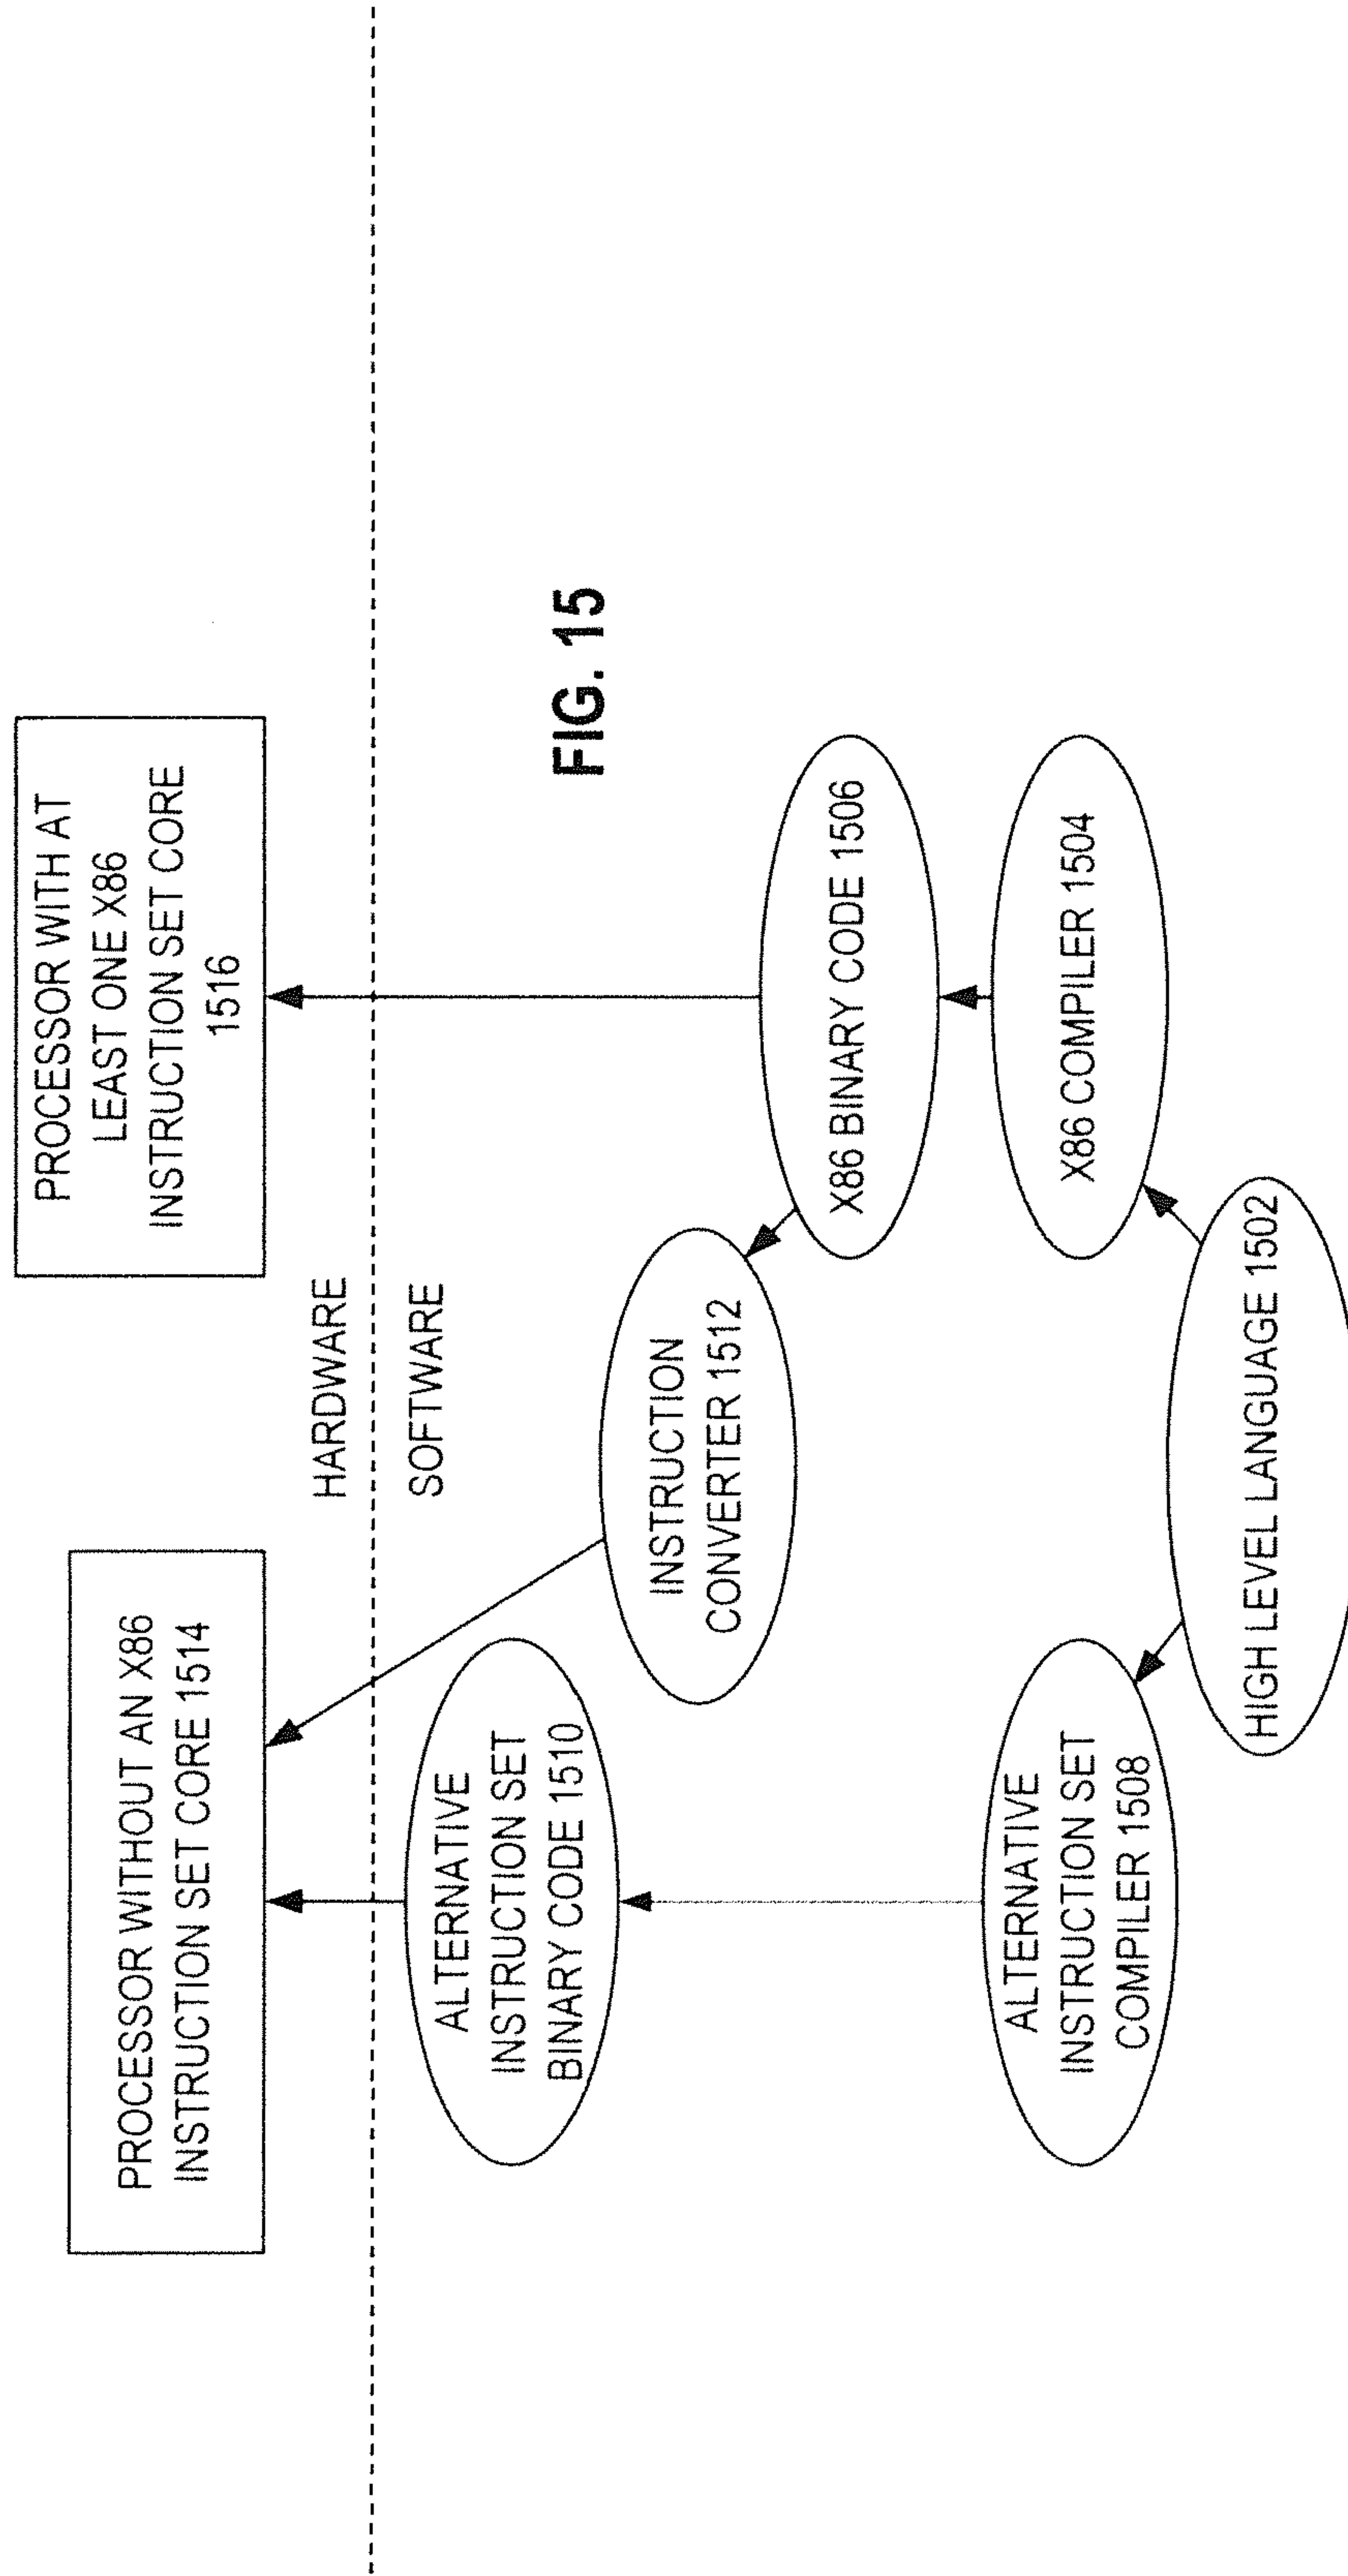 PROCESSOR WITHOUT AN X86
INSTRUCTION SET CORE 1514
PROCESSOR WITH AT
LEAST ONE X86
INSTRUCTION SET CORE
1516
HARDWARE
SOFTWARE
ALTERNATIVE
INSTRUCTION SET
BINARY CODE 1510
INSTRUCTION
CONVERTER 1512
FIG. 15
X86 BINARY CODE 1506
ALTERNATIVE
INSTRUCTION SET
COMPILER 1508
X86 COMPILER 1504
HIGH LEVEL LANGUAGE 1502